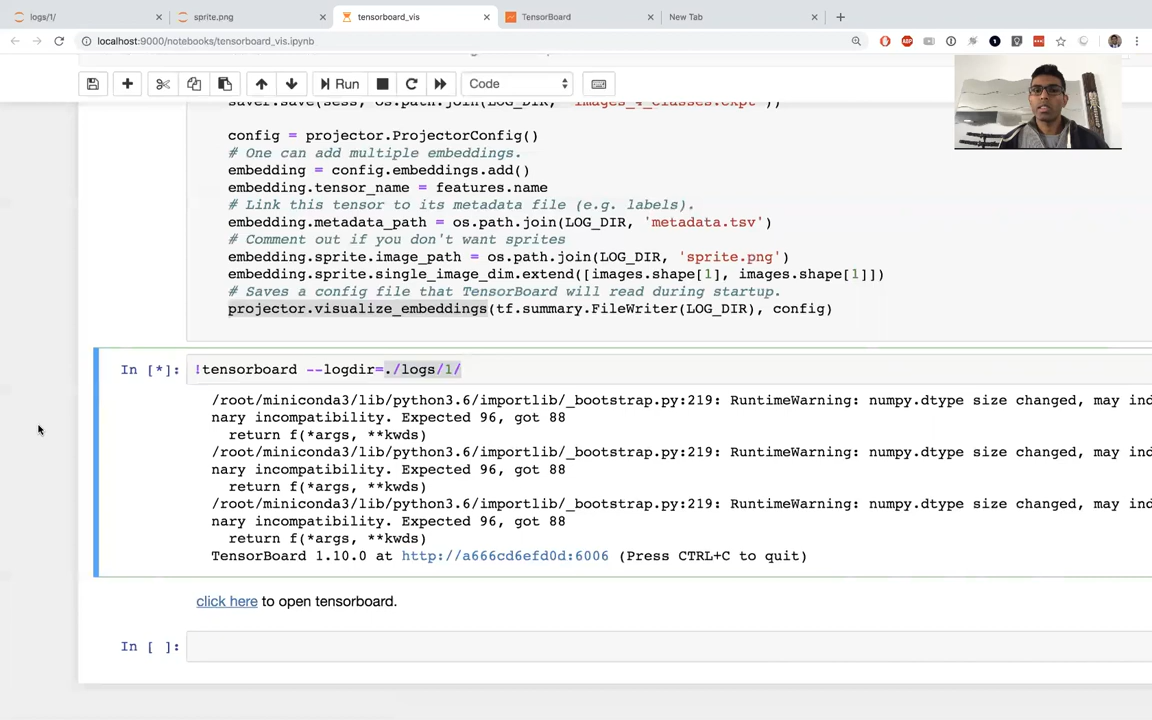 logs/1/
sprite.png
tensorboard_vis
TensorBoard
New Tab
localhost:9000/notebooks/tensorboard_vis.ipynb
Run
Code
saver.save(sess, os.path.join(LOG_DIR, 'images_4_classes.ckpt'))
config = projector.ProjectorConfig()
# One can add multiple embeddings.
embedding = config.embeddings.add()
embedding.tensor_name = features.name
# Link this tensor to its metadata file (e.g. labels).
embedding.metadata_path = os.path.join(LOG_DIR, 'metadata.tsv')
# Comment out if you don't want sprites
embedding.sprite.image_path = os.path.join(LOG_DIR, 'sprite.png')
embedding.sprite.single_image_dim.extend([images.shape[1], images.shape[1]])
# Saves a config file that TensorBoard will read during startup.
projector.visualize_embeddings(tf.summary.FileWriter(LOG_DIR), config)
In [*]: !tensorboard --logdir=./logs/1/
/root/miniconda3/lib/python3.6/importlib/_bootstrap.py:219: RuntimeWarning: numpy.dtype size changed, may ind
nary incompatibility. Expected 96, got 88
return f(*args, **kwds)
/root/miniconda3/lib/python3.6/importlib/_bootstrap.py:219: RuntimeWarning: numpy.dtype size changed, may ind
nary incompatibility. Expected 96, got 88
return f(*args, **kwds)
/root/miniconda3/lib/python3.6/importlib/_bootstrap.py:219: RuntimeWarning: numpy.dtype size changed, may ind
nary incompatibility. Expected 96, got 88
return f(*args, **kwds)
TensorBoard 1.10.0 at http://a666cd6efd0d:6006 (Press CTRL+C to quit)
click here to open tensorboard.
In [ ]: